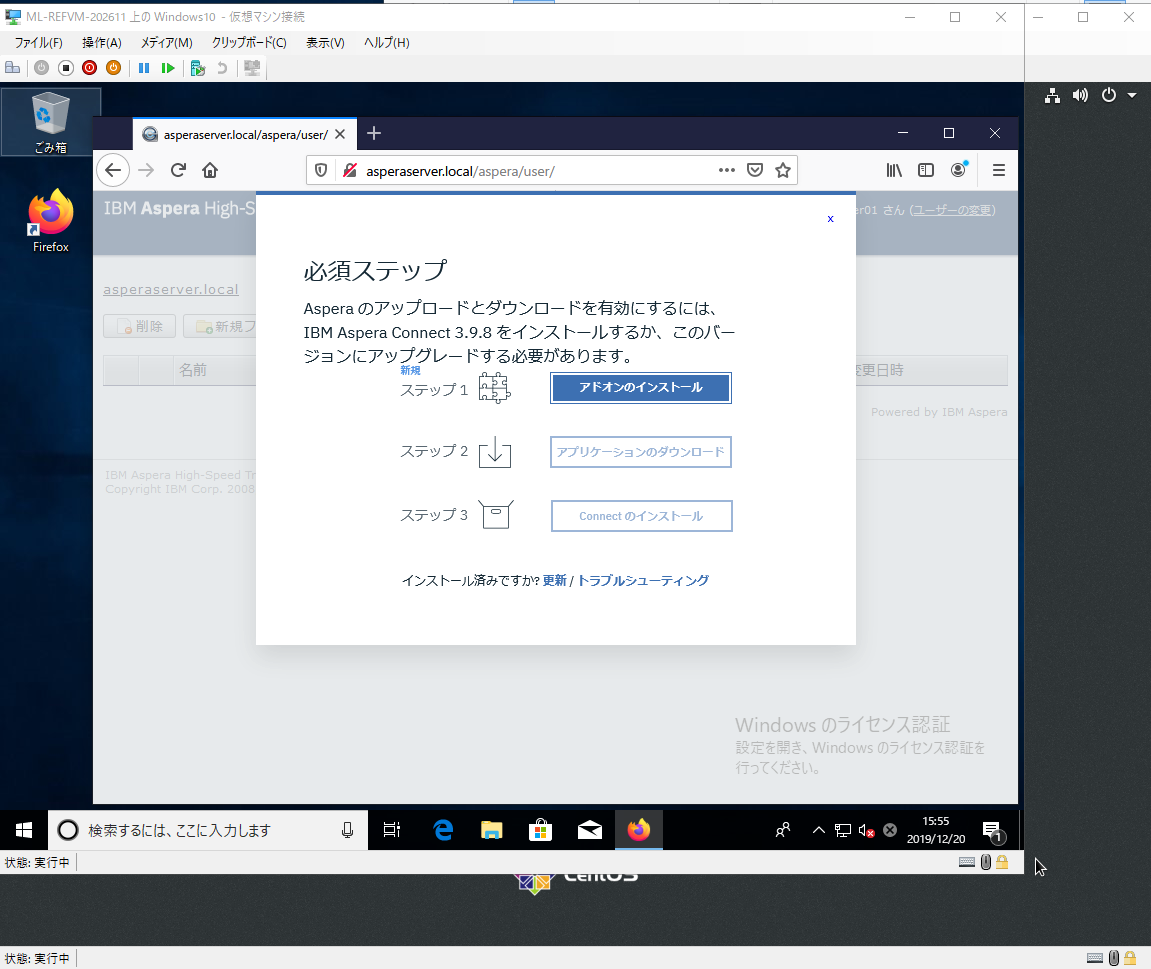 ML-REFVM-202611 上の Windows10 - 仮想マシン接続
ファイル(F) 操作(A) メディア(M) クリップボード(C) 表示(V) ヘルプ(H)
ごみ箱
Firefox
asperaserver.local/aspera/user/
asperaserver.local/aspera/user/
IBM Aspera High-S
er01 さん (ユーザーの変更)
x
asperaserver.local
削除 新規フ
名前
変更日時
Powered by IBM Aspera
IBM Aspera High-Speed Tr
Copyright IBM Corp. 2008
必須ステップ
Aspera のアップロードとダウンロードを有効にするには、
IBM Aspera Connect 3.9.8 をインストールするか、このバー
ジョンにアップグレードする必要があります。
新規
ステップ 1 アドオンのインストール
ステップ 2 アプリケーションのダウンロード
ステップ 3 Connect のインストール
インストール済みですか? 更新 / トラブルシューティング
Windows のライセンス認証
設定を開き、Windows のライセンス認証を
行ってください。
検索するには、ここに入力します
15:55
2019/12/20
1
状態: 実行中
CentOS
状態: 実行中